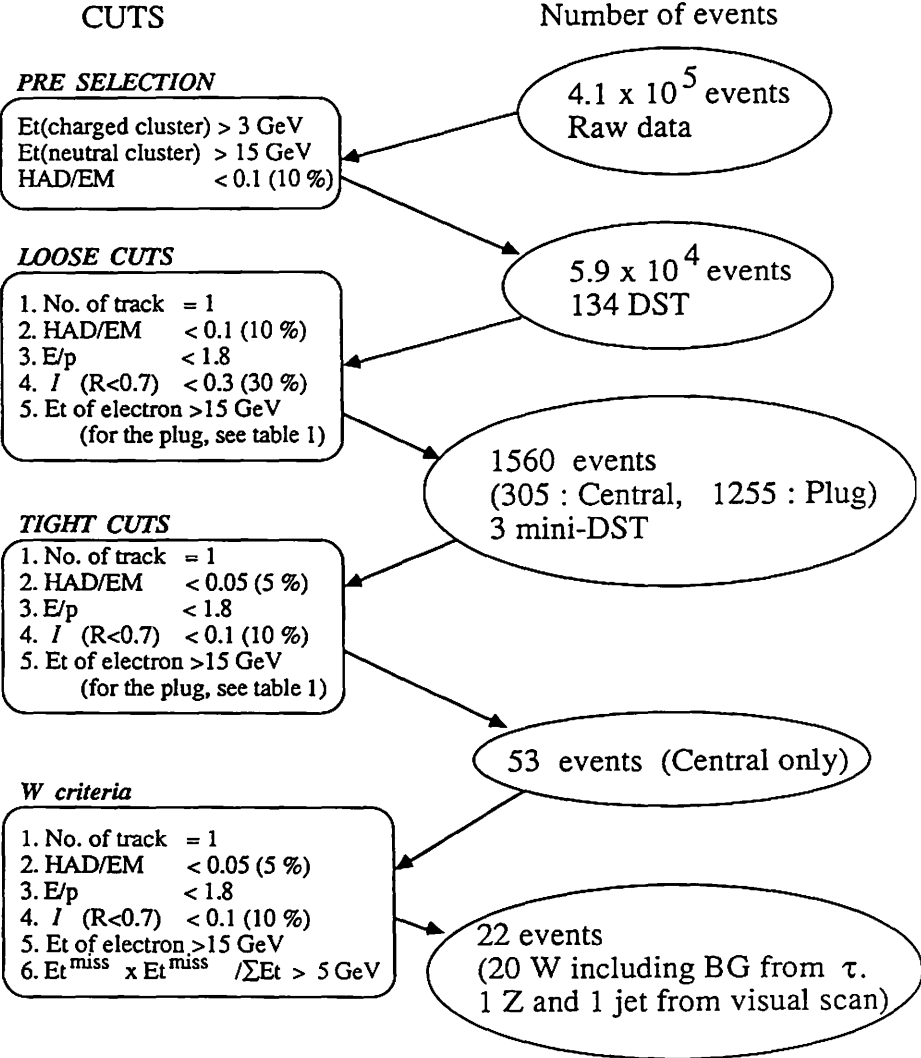 CUTS
Number of events
PRE SELECTION
Et(charged cluster) > 3 GeV
Et(neutral cluster) > 15 GeV
HAD/EM < 0.1 (10 %)
4.1 x 10^5 events
Raw data
LOOSE CUTS
1. No. of track = 1
2. HAD/EM < 0.1 (10 %)
3. E/p < 1.8
4. I (R<0.7) < 0.3 (30 %)
5. Et of electron >15 GeV
(for the plug, see table 1)
5.9 x 10^4 events
134 DST
1560 events
(305 : Central, 1255 : Plug)
3 mini-DST
TIGHT CUTS
1. No. of track = 1
2. HAD/EM < 0.05 (5 %)
3. E/p < 1.8
4. I (R<0.7) < 0.1 (10 %)
5. Et of electron >15 GeV
(for the plug, see table 1)
53 events (Central only)
W criteria
1. No. of track = 1
2. HAD/EM < 0.05 (5 %)
3. E/p < 1.8
4. I (R<0.7) < 0.1 (10 %)
5. Et of electron >15 GeV
6. Et^miss x Et^miss /∑Et > 5 GeV
22 events
(20 W including BG from τ.
1 Z and 1 jet from visual scan)